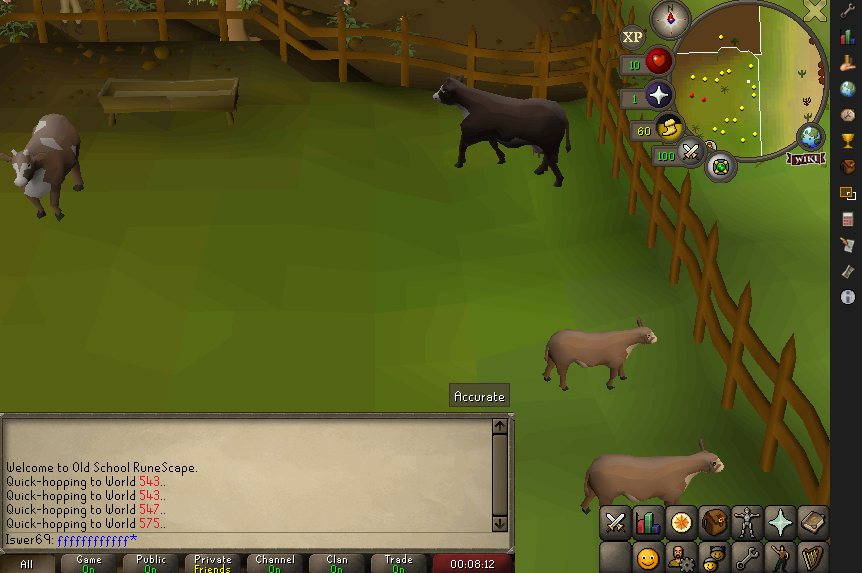 N
XP
10
1
60
100
WIKI
Accurate
Welcome to Old School RuneScape.
Quick-hopping to World 543..
Quick-hopping to World 543..
Quick-hopping to World 547..
Quick-hopping to World 575..
Iswer69: ffffffffffff*
All
Game
On
Public
On
Private
Friends
Channel
On
Clan
On
Trade
On
00:08:12